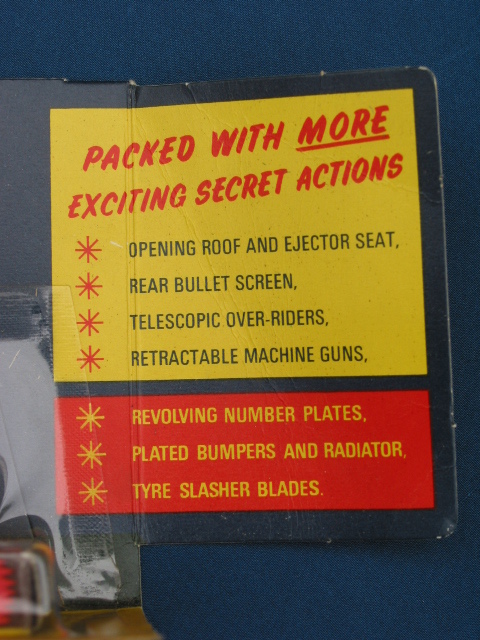 PACKED WITH MORE
EXCITING SECRET ACTIONS
OPENING ROOF AND EJECTOR SEAT,
REAR BULLET SCREEN,
TELESCOPIC OVER-RIDERS,
RETRACTABLE MACHINE GUNS,
REVOLVING NUMBER PLATES,
PLATED BUMPERS AND RADIATOR,
TYRE SLASHER BLADES.